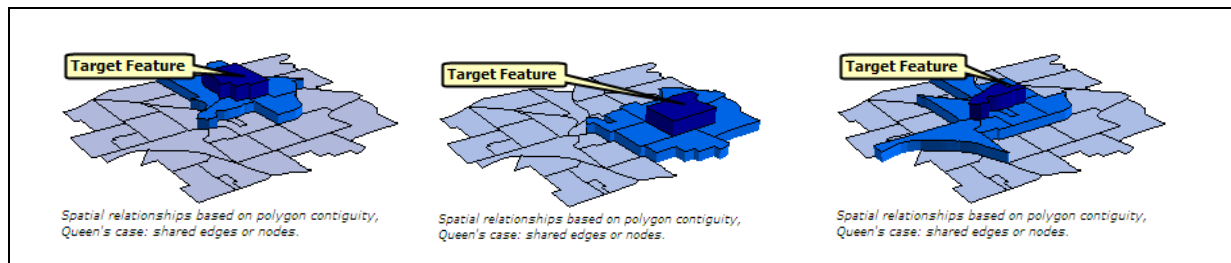 Target Feature
Spatial relationships based on polygon contiguity,
Queen's case: shared edges or nodes.
Target Feature
Spatial relationships based on polygon contiguity,
Queen's case: shared edges or nodes.
Target Feature
Spatial relationships based on polygon contiguity,
Queen's case: shared edges or nodes.